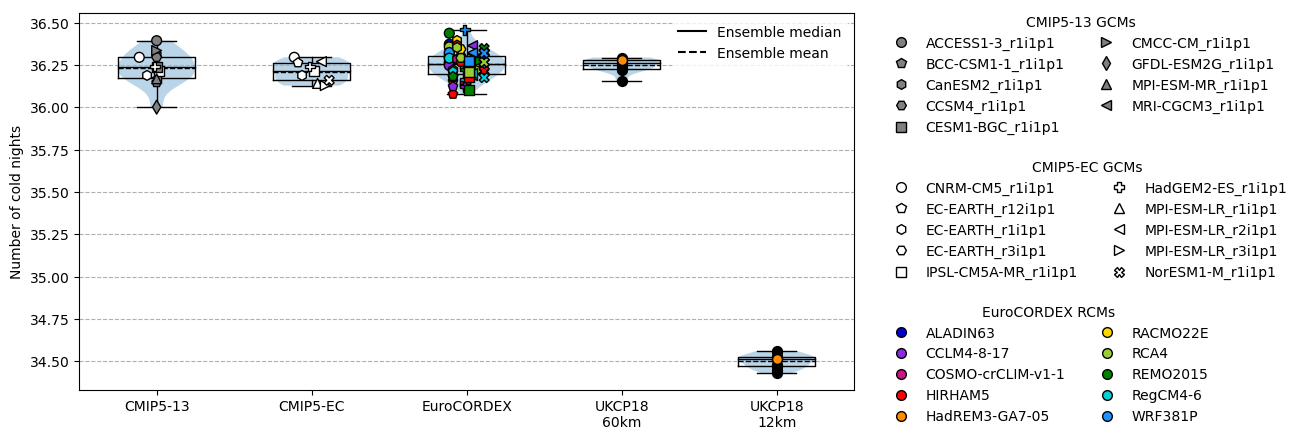 36.50
36.25
36.00
35.75
35.50
35.25
35.00
34.75
34.50
Number of cold nights
CMIP5-13
CMIP5-EC
EuroCORDEX
UKCP18
60km
UKCP18
12km
Ensemble median
Ensemble mean
CMIP5-13 GCMs
ACCESS1-3_r1i1p1
BCC-CSM1-1_r1i1p1
CanESM2_r1i1p1
CCSM4_r1i1p1
CESM1-BGC_r1i1p1
CMCC-CM_r1i1p1
GFDL-ESM2G_r1i1p1
MPI-ESM-MR_r1i1p1
MRI-CGCM3_r1i1p1
CMIP5-EC GCMs
CNRM-CM5_r1i1p1
EC-EARTH_r12i1p1
EC-EARTH_r1i1p1
EC-EARTH_r3i1p1
IPSL-CM5A-MR_r1i1p1
HadGEM2-ES_r1i1p1
MPI-ESM-LR_r1i1p1
MPI-ESM-LR_r2i1p1
MPI-ESM-LR_r3i1p1
NorESM1-M_r1i1p1
EuroCORDEX RCMs
ALADIN63
CCLM4-8-17
COSMO-crCLIM-v1-1
HIRHAM5
HadREM3-GA7-05
RACMO22E
RCA4
REMO2015
RegCM4-6
WRF381P